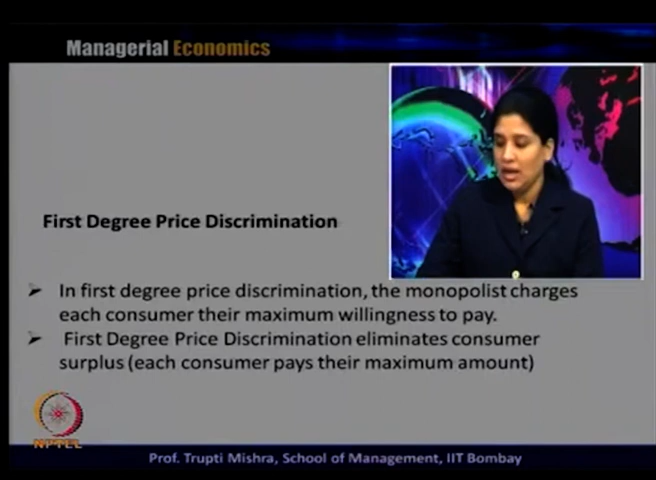 Managerial Economics
First Degree Price Discrimination
In first degree price discrimination, the monopolist charges
each consumer their maximum willingness to pay.
First Degree Price Discrimination eliminates consumer
surplus (each consumer pays their maximum amount)
NPTEL
Prof. Trupti Mishra, School of Management, IIT Bombay